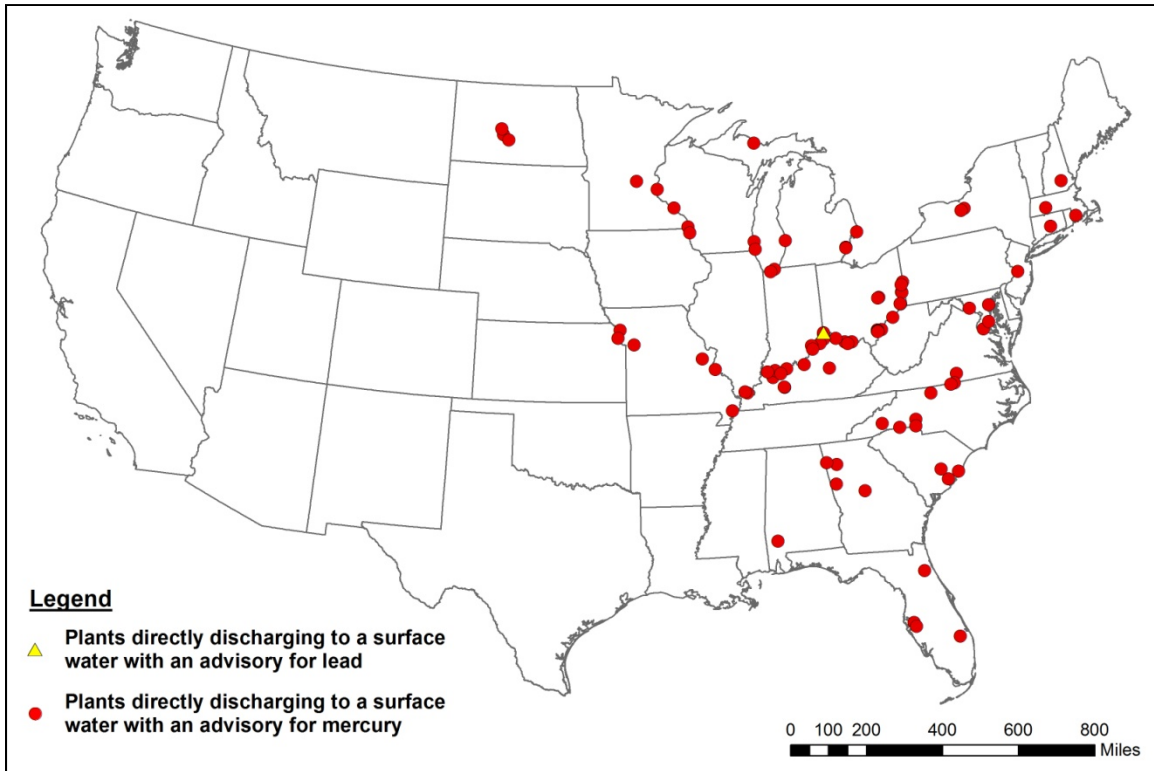 Legend
Plants directly discharging to a surface
water with an advisory for lead
Plants directly discharging to a surface
water with an advisory for mercury
0 100 200 400 600 800
Miles